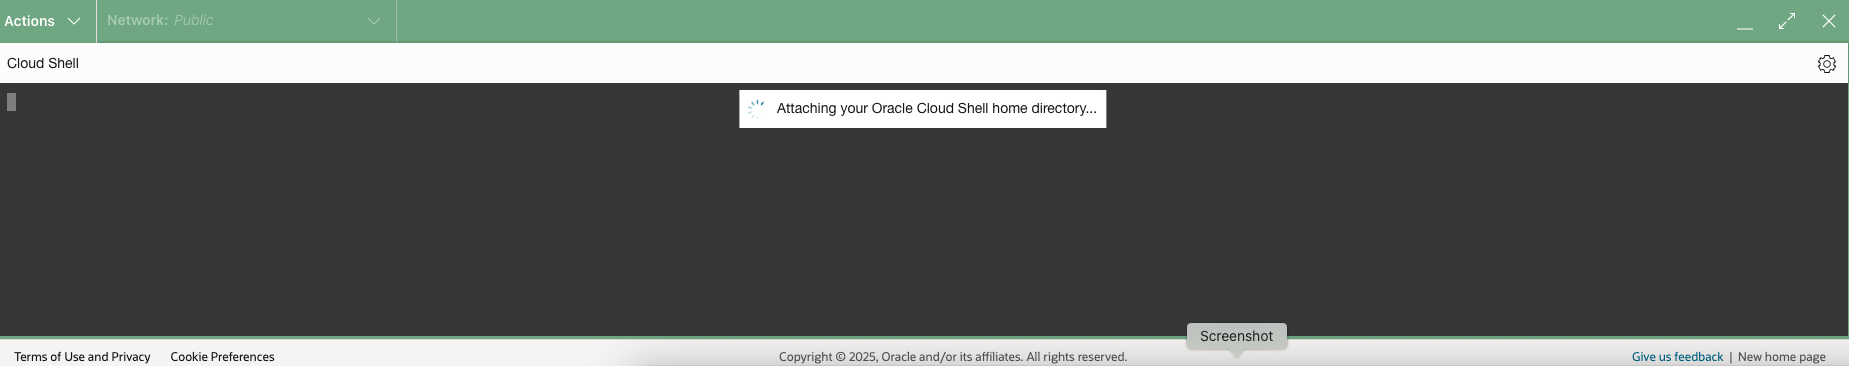 Actions
Network: Public
Cloud Shell
Attaching your Oracle Cloud Shell home directory...
Screenshot
Terms of Use and Privacy Cookie Preferences Copyright © 2025, Oracle and/or its affiliates. All rights reserved. Give us feedback | New home page